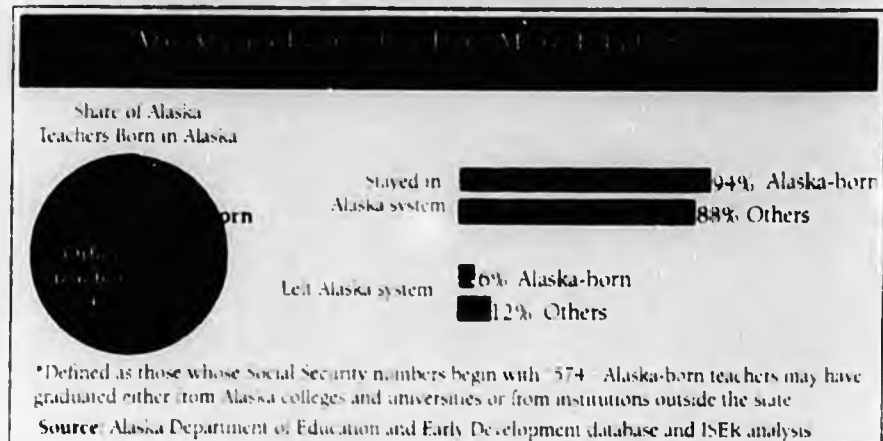 Share of Alaska
Teachers Born in Alaska
orn
Stayed in
Alaska system
94% Alaska-born
88% Others
Left Alaska system
6% Alaska-born
12% Others
*Defined as those whose Social Security numbers begin with 574 Alaska-born teachers may have
graduated either from Alaska colleges and universities or from institutions outside the state
Source Alaska Department of Education and Early Development database and ISER analysis